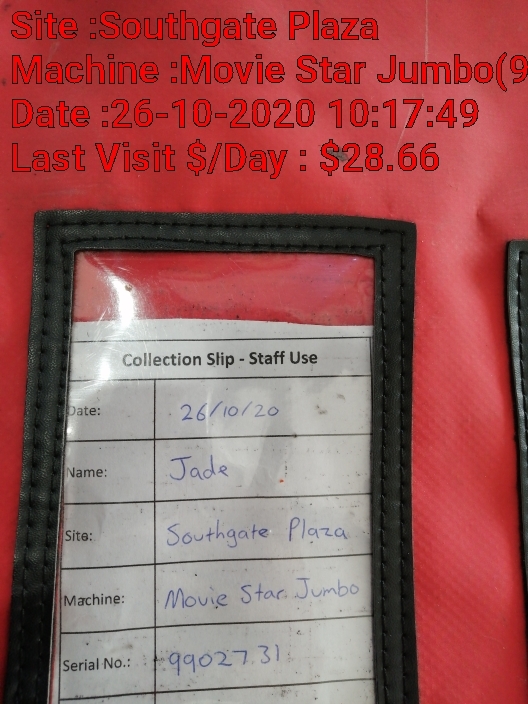 Site :Southgate Plaza
Machine :Movie Star Jumbo(9
Date :26-10-2020 10:17:49
Last Visit $/Day : $28.66
Collection Slip - Staff Use
Date: 26/10/20
Name: Jade
Site: Southgate Plaza
Machine: Movie Star Jumbo
Serial No.: 9902731